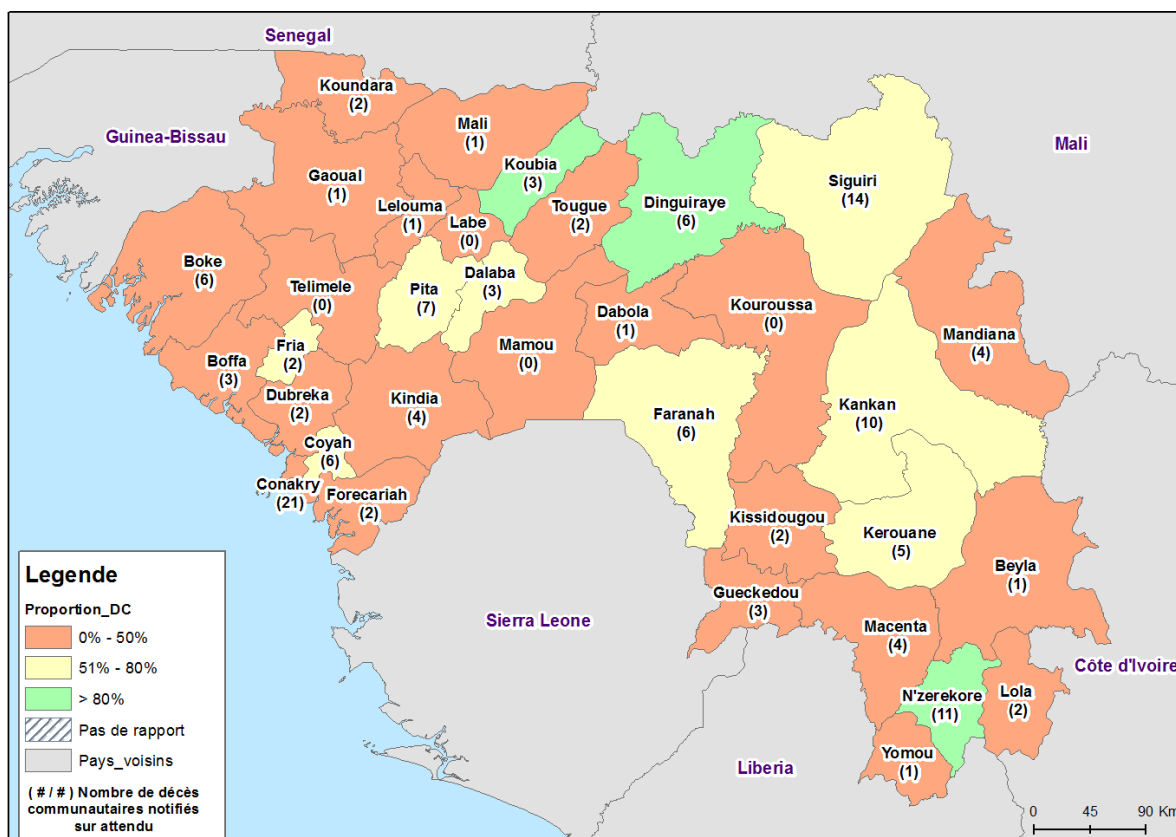 Senegal
Koundara
(2)
Guinea-Bissau
Mali
(1)
Mali
Koubia
(3)
Gaoual
(1)
Siguiri
(14)
Lelouma
(1)
Labe
(0)
Tougue
(2)
Dinguiraye
(6)
Boke
(6)
Telimele
(0)
Pita
(7)
Dalaba
(3)
Dabola
(1)
Kouroussa
(0)
Mandiana
(4)
Fria
(2)
Mamou
(0)
Boffa
(3)
Dubreka
(2)
Kindia
(4)
Faranah
(6)
Kankan
(10)
Coyah
(6)
Conakry
(21)
Forecariah
(2)
Kissidougou
(2)
Kerouane
(5)
Beyla
(1)
Gueckedou
(3)
Sierra Leone
Macenta
(4)
Côte d'Ivoire
N'zerekore
(11)
Lola
(2)
Yomou
(1)
Liberia
Legende
Proportion_DC
0% - 50%
51% - 80%
> 80%
Pas de rapport
Pays_voisins
( # / # ) Nombre de décès
communautaires notifiés
sur attendu
0 45 90 Km